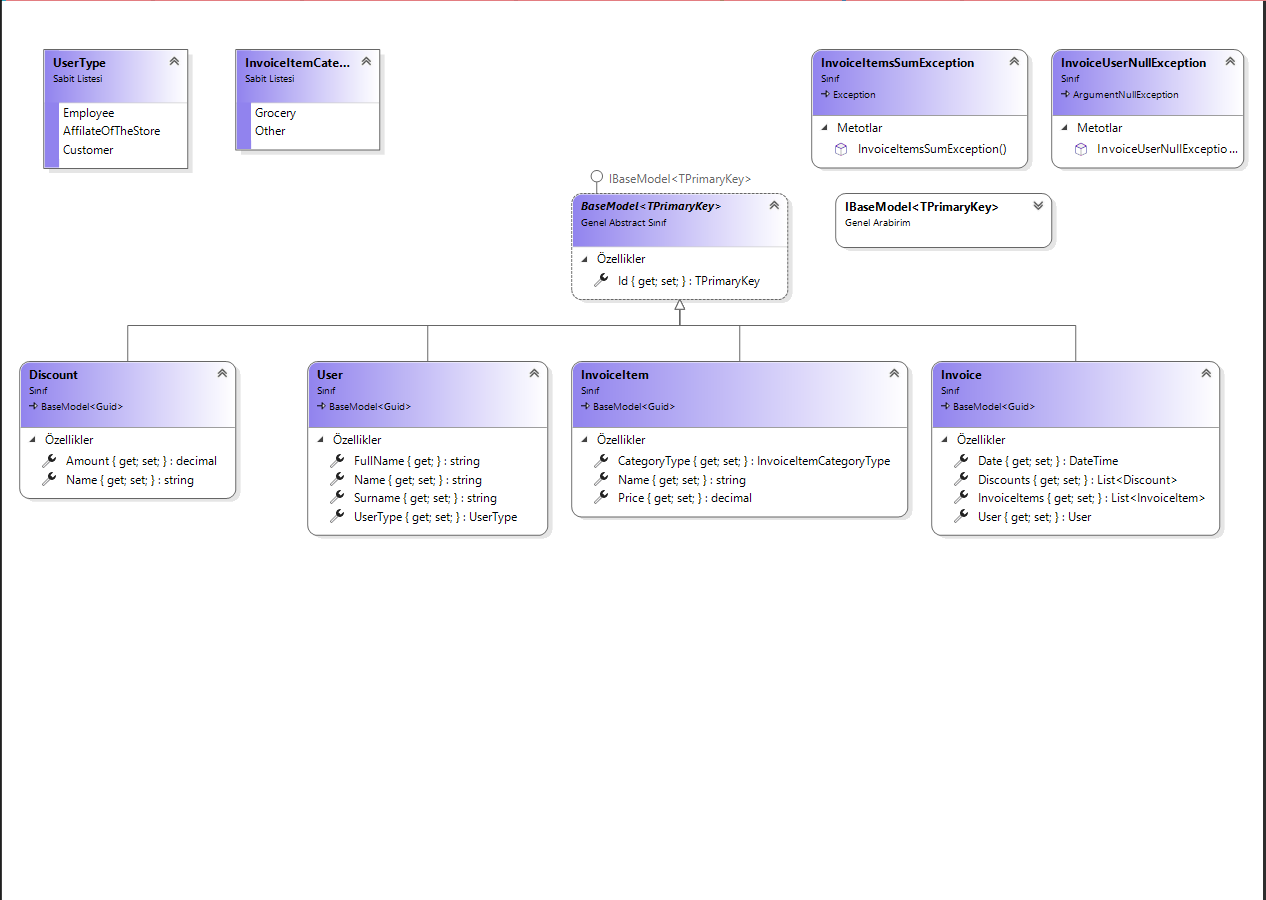 UserType
Sabit Listesi
Employee
AffilateOfTheStore
Customer
InvoiceItemCate...
Sabit Listesi
Grocery
Other
InvoiceItemsSumException
Sınıf
Exception
Metotlar
InvoiceItemsSumException()
InvoiceUserNullException
Sınıf
ArgumentNullException
Metotlar
InvoiceUserNullExceptio...
IBaseModel<TPrimaryKey>
BaseModel<TPrimaryKey>
Genel Abstract Sınıf
Özellikler
Id { get; set; } : TPrimaryKey
IBaseModel<TPrimaryKey>
Genel Arabirim
Discount
Sınıf
BaseModel<Guid>
Özellikler
Amount { get; set; } : decimal
Name { get; set; } : string
User
Sınıf
BaseModel<Guid>
Özellikler
FullName { get; } : string
Name { get; set; } : string
Surname { get; set; } : string
UserType { get; set; } : UserType
InvoiceItem
Sınıf
BaseModel<Guid>
Özellikler
CategoryType { get; set; } : InvoiceItemCategoryType
Name { get; set; } : string
Price { get; set; } : decimal
Invoice
Sınıf
BaseModel<Guid>
Özellikler
Date { get; set; } : DateTime
Discounts { get; set; } : List<Discount>
InvoiceItems { get; set; } : List<InvoiceItem>
User { get; set; } : User